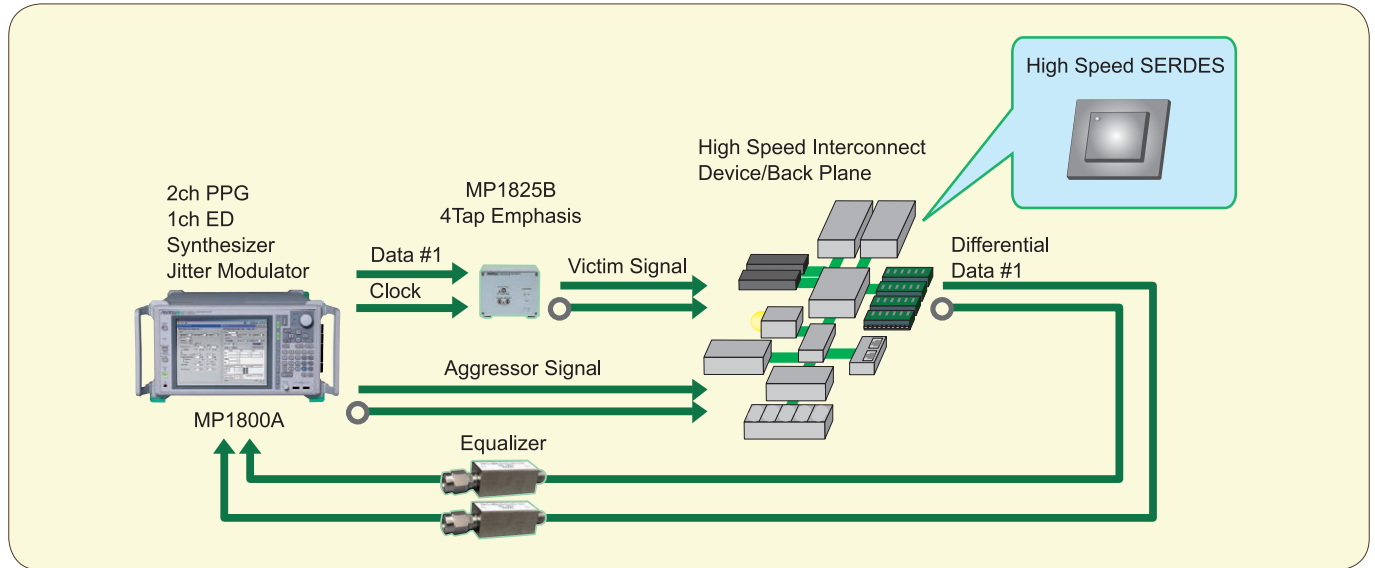 High Speed SERDES
High Speed Interconnect
Device/Back Plane
2ch PPG
1ch ED
Synthesizer
Jitter Modulator
MP1825B
4Tap Emphasis
Data #1
Clock
Victim Signal
Differential
Data #1
Aggressor Signal
MP1800A
Equalizer